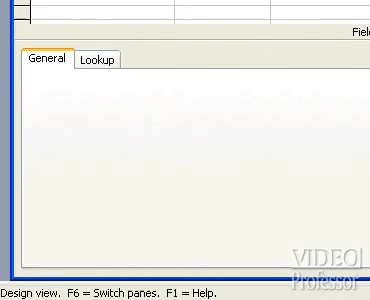 Fiel
General
Lookup
VIDEO
Professor
Design view.  F6 = Switch panes.  F1 = Help.